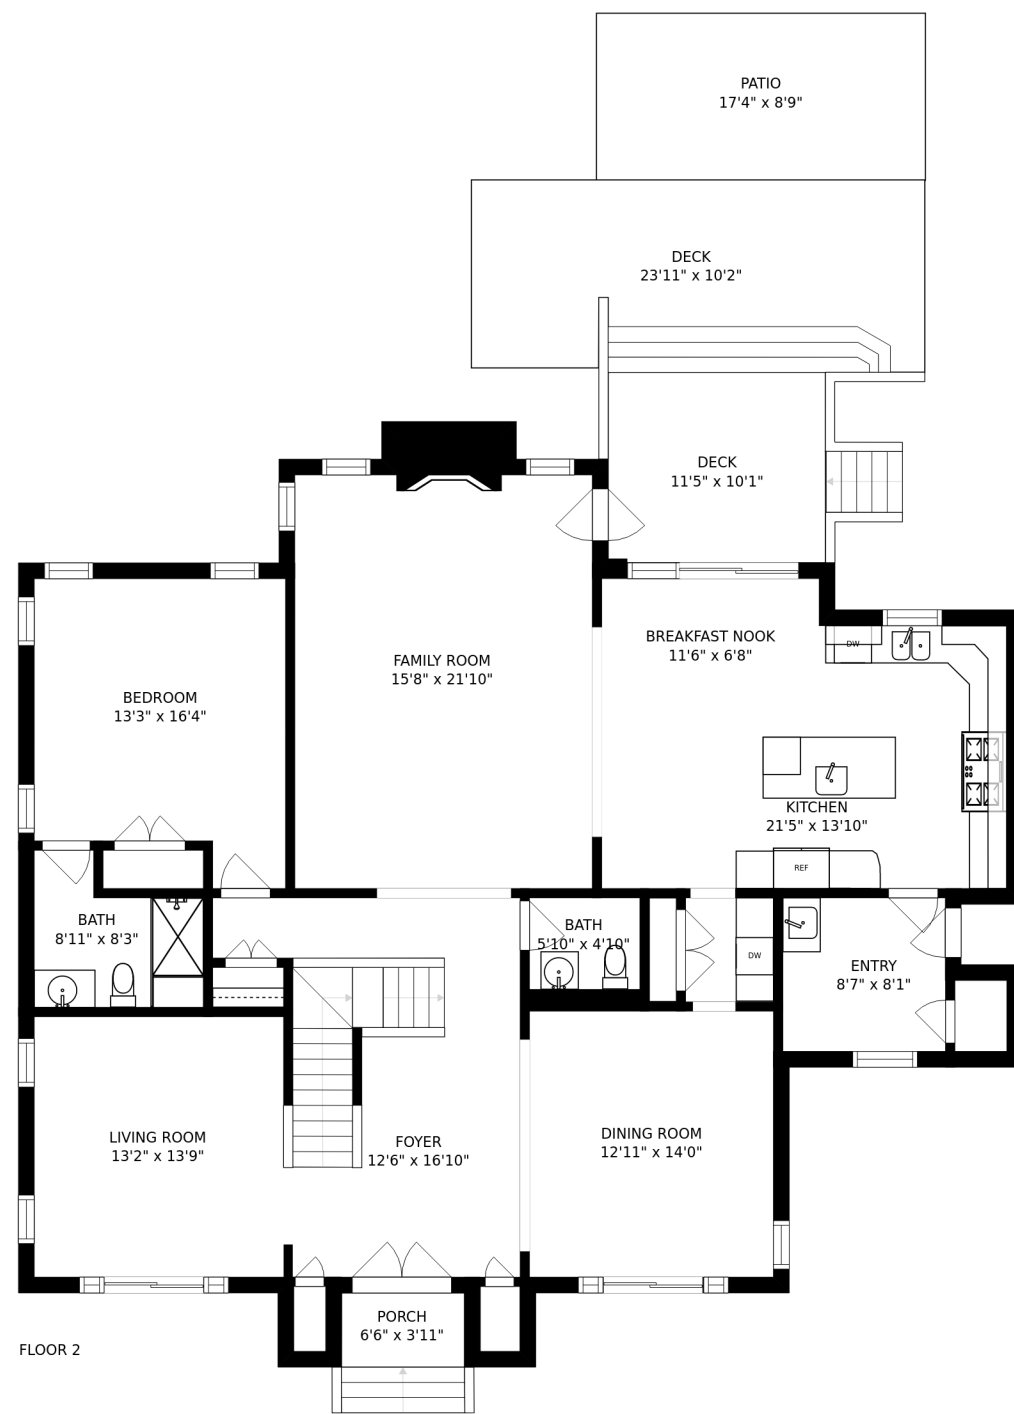 PATIO
17'4" x 8'9"
DECK
23'11" x 10'2"
DECK
11'5" x 10'1"
BREAKFAST NOOK
11'6" x 6'8"
DW
FAMILY ROOM
15'8" x 21'10"
BEDROOM
13'3" x 16'4"
KITCHEN
21'5" x 13'10"
REF
BATH
8'11" x 8'3"
BATH
5'10" x 4'10"
DW
ENTRY
8'7" x 8'1"
LIVING ROOM
13'2" x 13'9"
FOYER
12'6" x 16'10"
DINING ROOM
12'11" x 14'0"
PORCH
6'6" x 3'11"
FLOOR 2